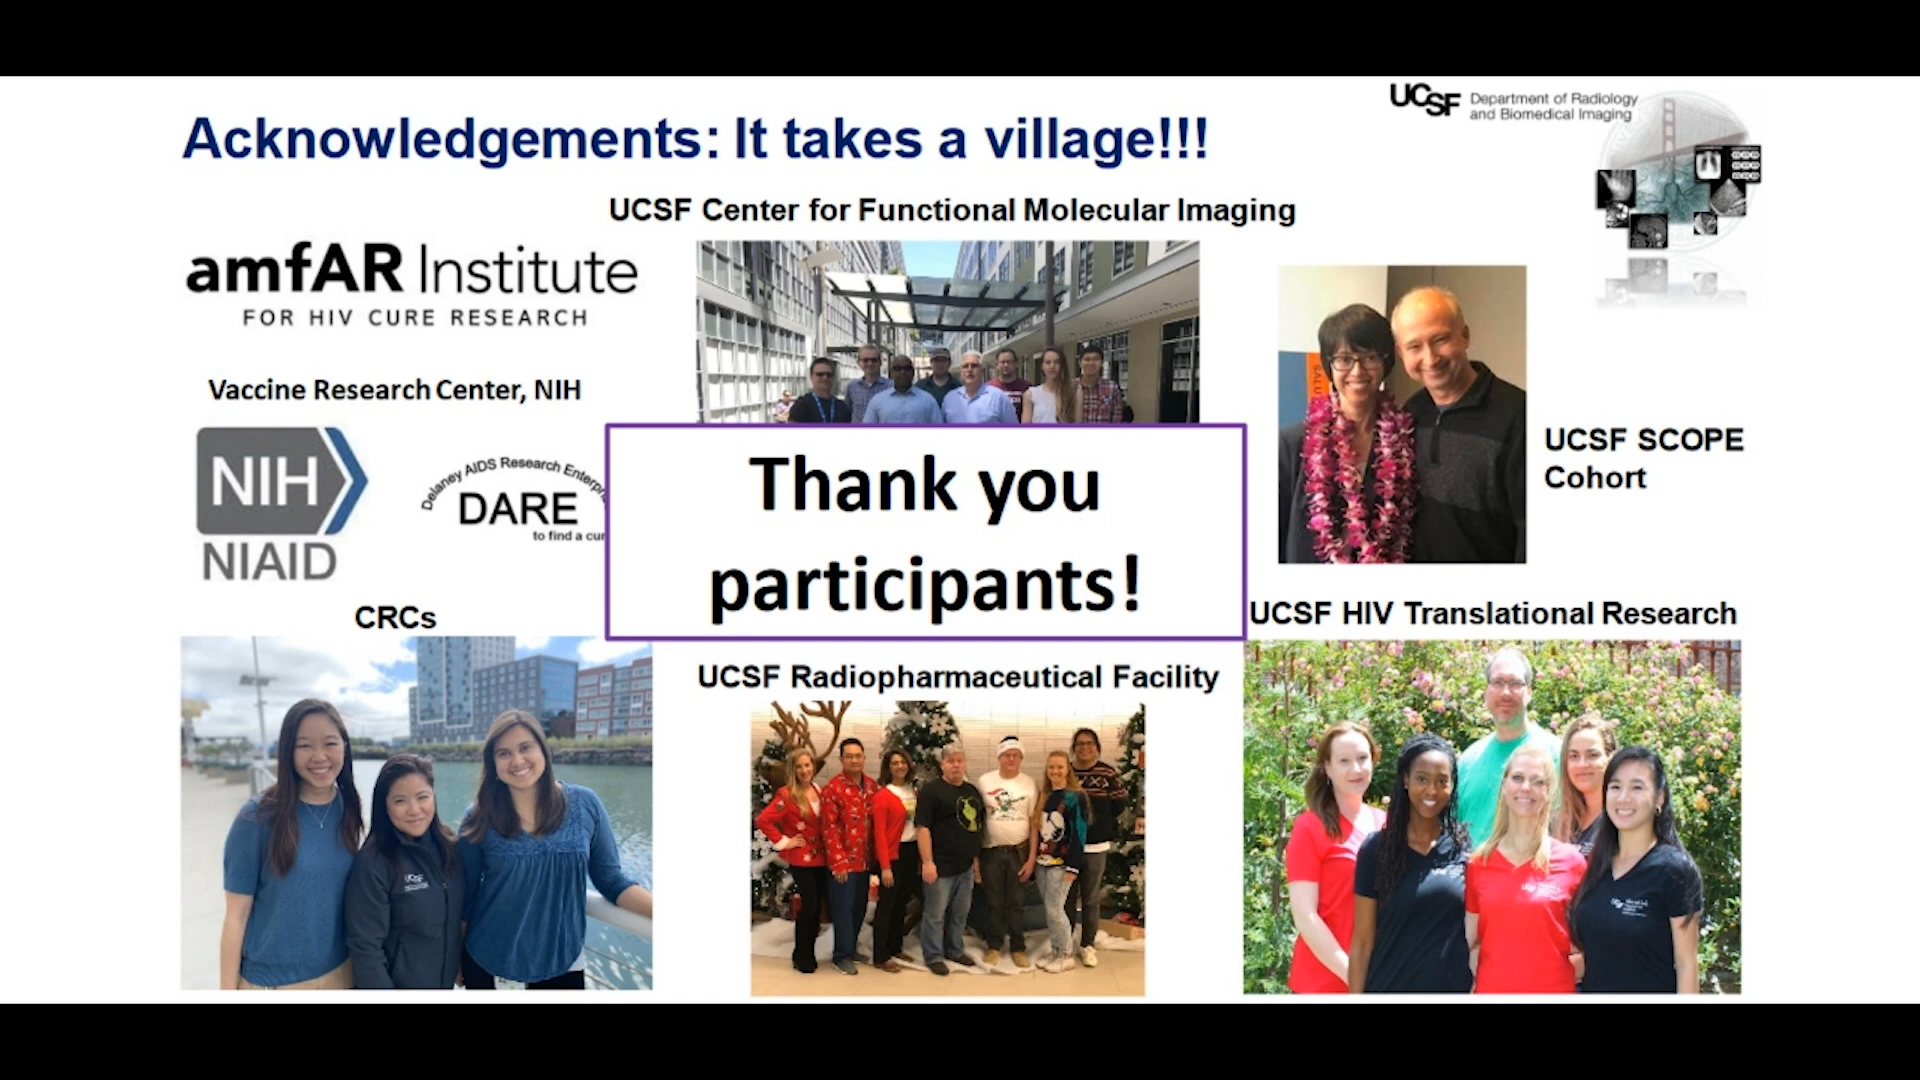 UCSF Department of Radiology
and Biomedical Imaging
Acknowledgements: It takes a village!!!
UCSF Center for Functional Molecular Imaging
amfAR Institute
FOR HIV CURE RESEARCH
Vaccine Research Center, NIH
NIH
NIAID
Delaney AIDS Research
DARE
to find a
Thank you
participants!
UCSF SCOPE
Cohort
CRCs
UCSF HIV Translational Research
UCSF Radiopharmaceutical Facility
UCSF
UCSF